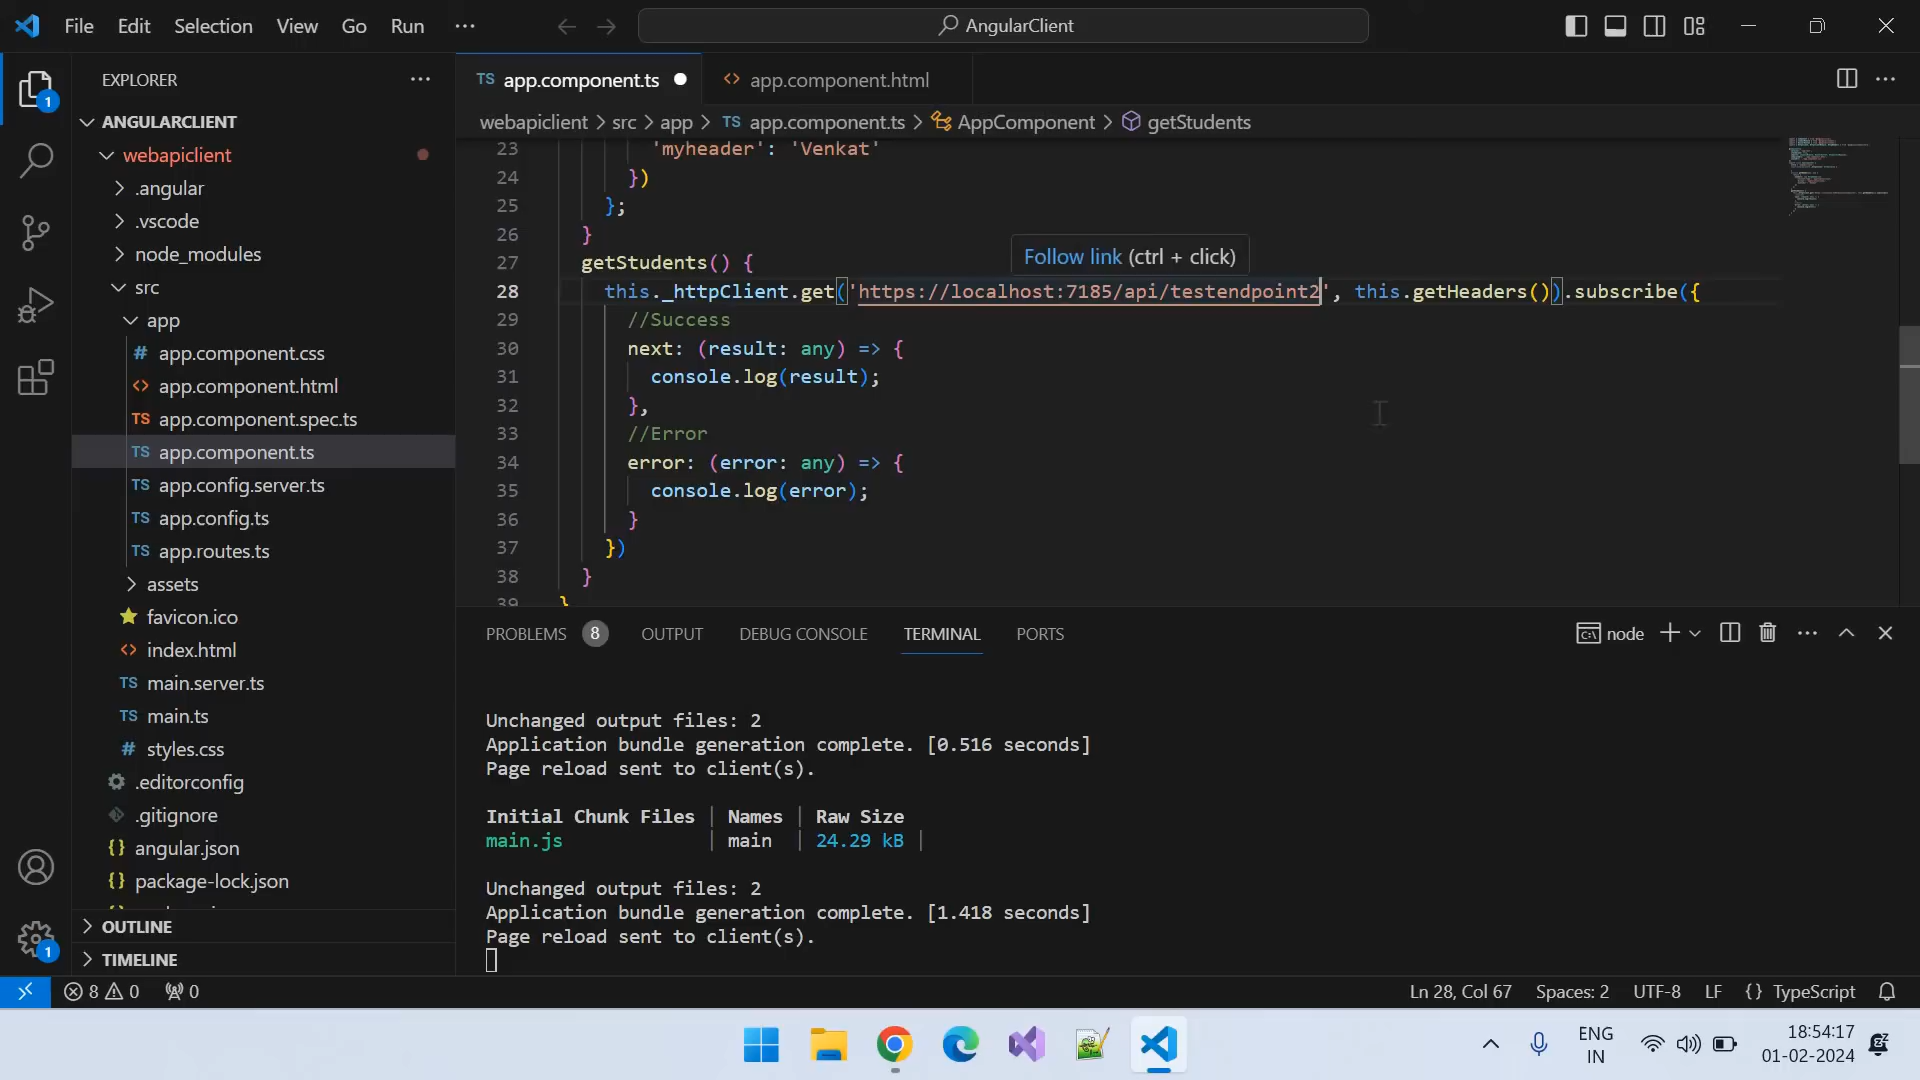 File Edit Selection View Go Run ···
AngularClient
EXPLORER
ANGULARCLIENT
webapiclient
.angular
.vscode
node_modules
src
app
# app.component.css
<> app.component.html
TS app.component.spec.ts
TS app.component.ts
TS app.config.server.ts
TS app.config.ts
TS app.routes.ts
assets
favicon.ico
<> index.html
TS main.server.ts
TS main.ts
# styles.css
.editorconfig
.gitignore
{} angular.json
{} package-lock.json
OUTLINE
TIMELINE
1
1
TS app.component.ts
<> app.component.html
webapiclient > src > app > TS app.component.ts > AppComponent > getStudents
23 'myheader': 'Venkat'
24 })
25 };
26 }
Follow link (ctrl + click)
27 getStudents() {
28 this._httpClient.get('https://localhost:7185/api/testendpoint2', this.getHeaders()).subscribe({
29 //Success
30 next: (result: any) => {
31 console.log(result);
32 },
33 //Error
34 error: (error: any) => {
35 console.log(error);
36 }
37 })
38 }
39 }
PROBLEMS 8 OUTPUT DEBUG CONSOLE TERMINAL PORTS
node
Unchanged output files: 2
Application bundle generation complete. [0.516 seconds]
Page reload sent to client(s).
Initial Chunk Files | Names | Raw Size
main.js | main | 24.29 kB |
Unchanged output files: 2
Application bundle generation complete. [1.418 seconds]
Page reload sent to client(s).
8 0 0
Ln 28, Col 67 Spaces: 2 UTF-8 LF {} TypeScript
ENG
IN
18:54:17
01-02-2024